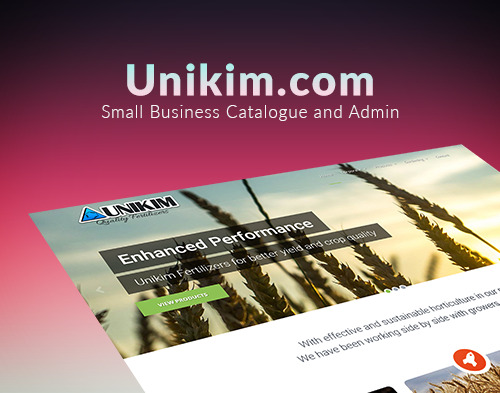 Unikim.com
Small Business Catalogue and Admin
UNIKIM
Quality Fertilizers
Enhanced Performance
Unikim Fertilizers for better yield and crop quality
VIEW PRODUCTS
With effective and sustainable horticulture in our
We have been working side by side with growers